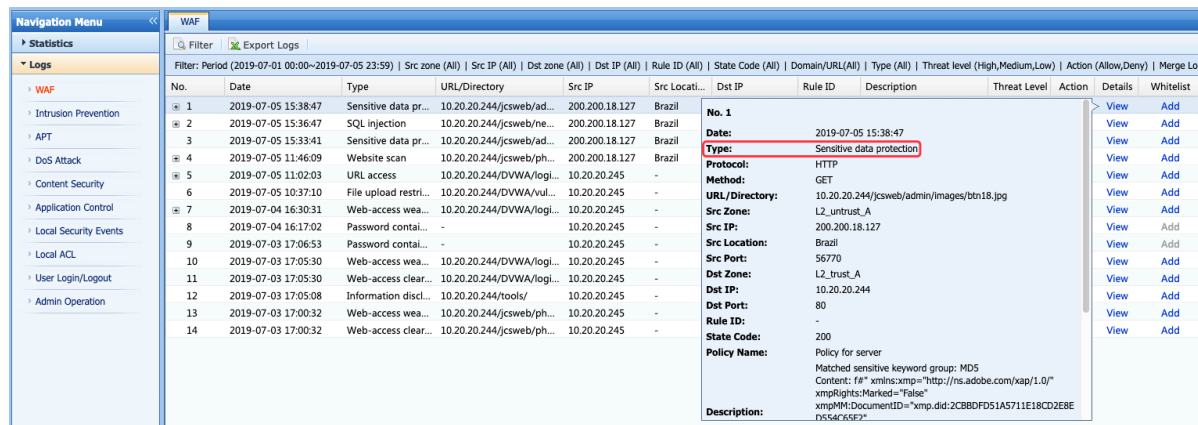 Navigation Menu
WAF
Statistics
Filter
Export Logs
Logs
Filter: Period (2019-07-01 00:00~2019-07-05 23:59) | Src zone (All) | Src IP (All) | Dst zone (All) | Dst IP (All) | Rule ID (All) | State Code (All) | Domain/URL(All) | Type (All) | Threat level (High,Medium,Low) | Action (Allow,Deny) | Merge Lo
WAF
Intrusion Prevention
APT
DoS Attack
Content Security
Application Control
Local Security Events
Local ACL
User Login/Logout
Admin Operation
No. Date Type URL/Directory Src IP Src Locati... Dst IP Rule ID Description Threat Level Action Details Whitelist
1 2019-07-05 15:38:47 Sensitive data pr... 10.20.20.244/jcsweb/ad... 200.200.18.127 Brazil View Add
2 2019-07-05 15:36:47 SQL injection 10.20.20.244/jcsweb/ne... 200.200.18.127 Brazil View Add
3 2019-07-05 15:33:41 Sensitive data pr... 10.20.20.244/jcsweb/ad... 200.200.18.127 Brazil View Add
4 2019-07-05 11:46:09 Website scan 10.20.20.244/jcsweb/ph... 200.200.18.127 Brazil View Add
5 2019-07-05 11:02:03 URL access 10.20.20.244/DVWA/logi... 10.20.20.245 - View Add
6 2019-07-05 10:37:10 File upload restri... 10.20.20.244/DVWA/vul... 10.20.20.245 - View Add
7 2019-07-04 16:30:31 Web-access wea... 10.20.20.244/DVWA/logi... 10.20.20.245 - View Add
8 2019-07-04 16:17:02 Password contai... - 10.20.20.245 - View Add
9 2019-07-03 17:06:53 Password contai... - 10.20.20.245 - View Add
10 2019-07-03 17:05:30 Web-access wea... 10.20.20.244/DVWA/logi... 10.20.20.245 - View Add
11 2019-07-03 17:05:30 Web-access clear... 10.20.20.244/DVWA/logi... 10.20.20.245 - View Add
12 2019-07-03 17:05:08 Information discl... 10.20.20.244/tools/ 10.20.20.245 - View Add
13 2019-07-03 17:00:32 Web-access wea... 10.20.20.244/jcsweb/ph... 10.20.20.245 - View Add
14 2019-07-03 17:00:32 Web-access clear... 10.20.20.244/jcsweb/ph... 10.20.20.245 - View Add
No. 1
Date: 2019-07-05 15:38:47
Type: Sensitive data protection
Protocol: HTTP
Method: GET
URL/Directory: 10.20.20.244/jcsweb/admin/images/btn18.jpg
Src Zone: L2_untrust_A
Src IP: 200.200.18.127
Src Location: Brazil
Src Port: 56770
Dst Zone: L2_trust_A
Dst IP: 10.20.20.244
Dst Port: 80
Rule ID: -
State Code: 200
Policy Name: Policy for server
Matched sensitive keyword group: MD5
Content: f#" xmlns:xmp="http://ns.adobe.com/xap/1.0/"
xmpRights:Marked="False"
Description: xmpMM:DocumentID="xmp.did:2CBBDFD51A5711E18CD2E8E
D554C65E2"